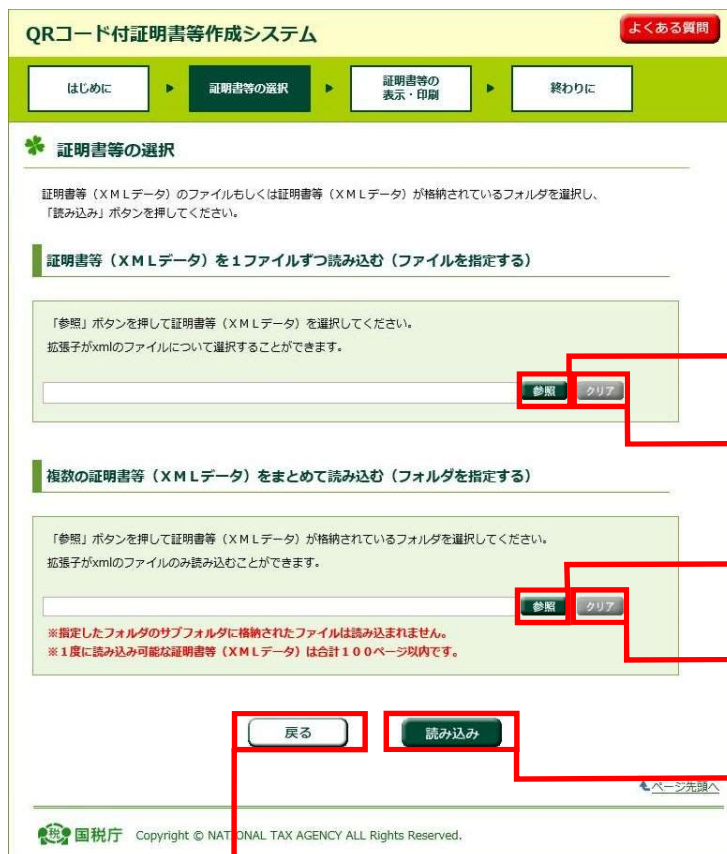 QRコード付証明書等作成システム
よくある質問
はじめに
証明書等の選択
証明書等の
表示・印刷
終わりに
証明書等の選択
証明書等（ＸＭＬデータ）のファイルもしくは証明書等（ＸＭＬデータ）が格納されているフォルダを選択し、
「読み込み」ボタンを押してください。
証明書等（ＸＭＬデータ）を１ファイルずつ読み込む（ファイルを指定する）
「参照」ボタンを押して証明書等（ＸＭＬデータ）を選択してください。
拡張子がxmlのファイルについて選択することができます。
参照 クリア
複数の証明書等（ＸＭＬデータ）をまとめて読み込む（フォルダを指定する）
「参照」ボタンを押して証明書等（ＸＭＬデータ）が格納されているフォルダを選択してください。
拡張子がxmlのファイルのみ読み込むことができます。
参照 クリア
※指定したフォルダのサブフォルダに格納されたファイルは読み込まれません。
※１度に読み込み可能な証明書等（ＸＭＬデータ）は合計１００ページ以内です。
戻る 読み込み
ページ先頭へ
税 国税庁 Copyright © NATIONAL TAX AGENCY ALL Rights Reserved.